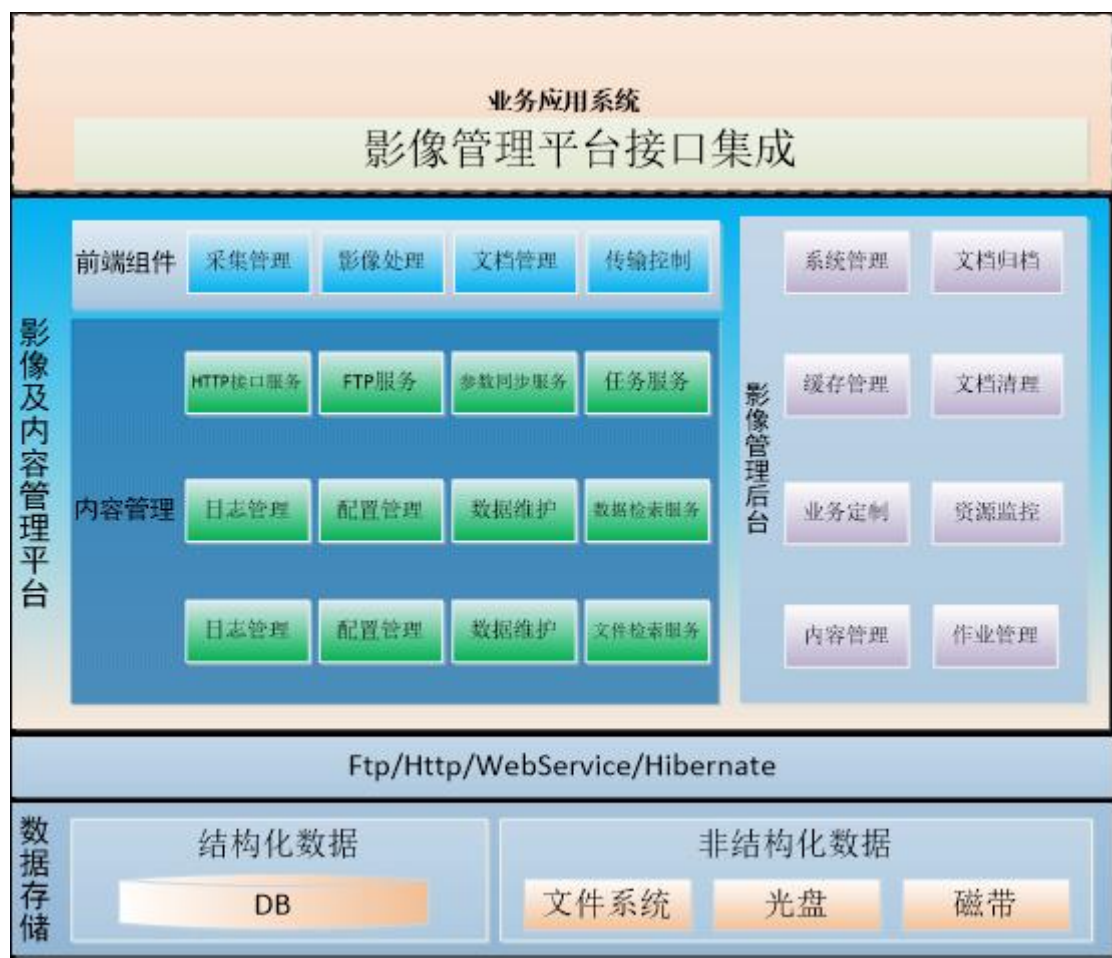 业务应用系统
影像管理平台接口集成
影像及内容管理平台
前端组件
采集管理
影像处理
文档管理
传输控制
内容管理
HTTP接口服务
FTP服务
参数同步服务
任务服务
日志管理
配置管理
数据维护
数据检索服务
日志管理
配置管理
数据维护
文件检索服务
影像管理后台
系统管理
文档归档
缓存管理
文档清理
业务定制
资源监控
内容管理
作业管理
Ftp/Http/WebService/Hibernate
数据存储
结构化数据
DB
非结构化数据
文件系统
光盘
磁带